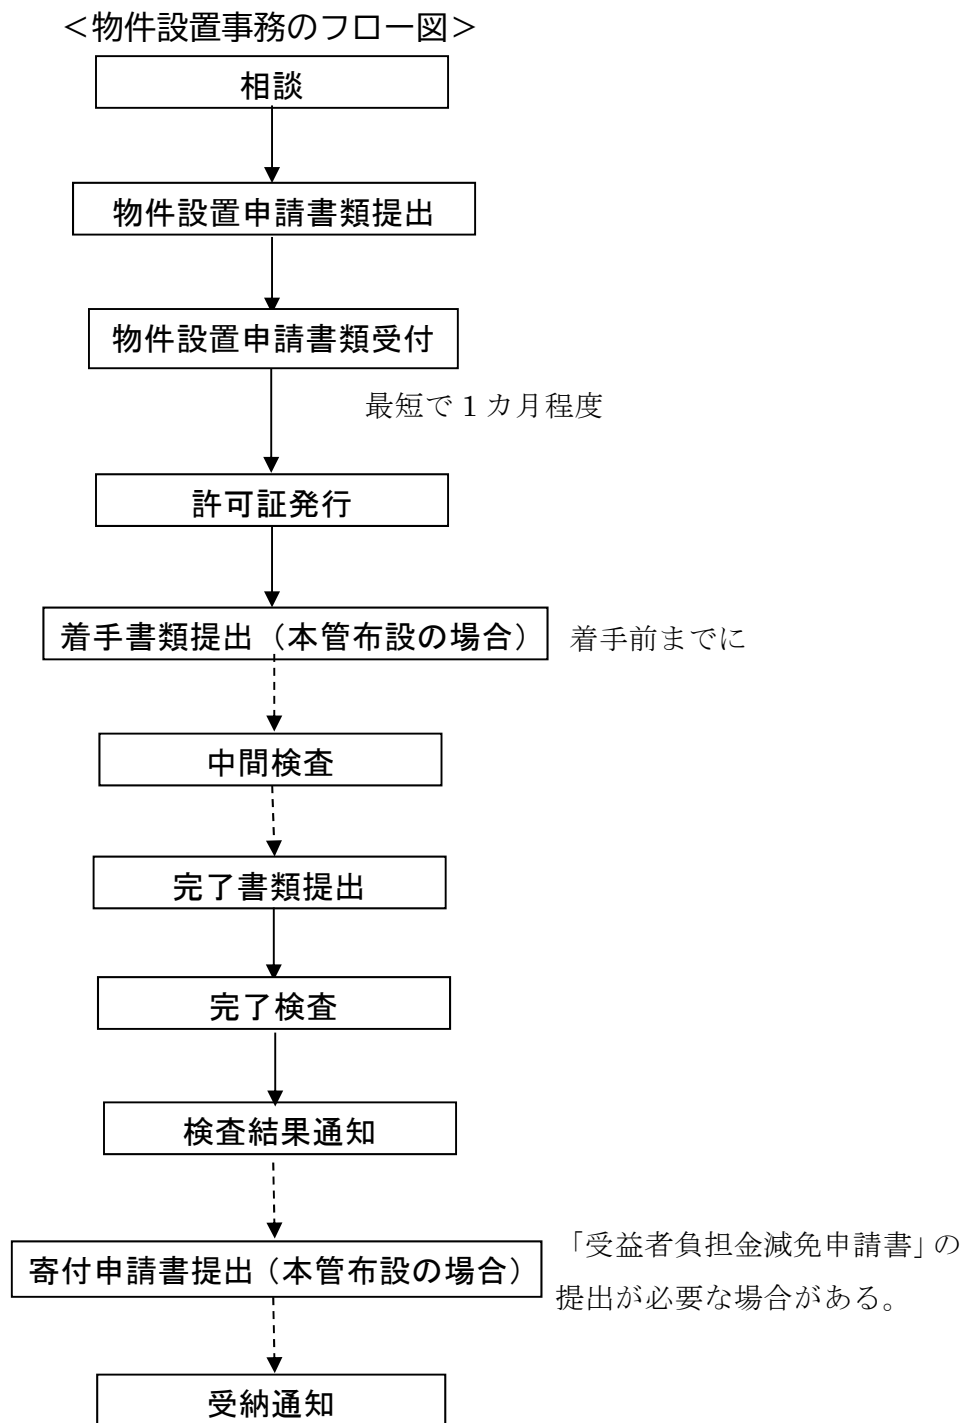 ＜物件設置事務のフロー図＞
相談
物件設置申請書類提出
物件設置申請書類受付
最短で１カ月程度
許可証発行
着手書類提出（本管布設の場合） 着手前までに
中間検査
完了書類提出
完了検査
検査結果通知
寄付申請書提出（本管布設の場合）
「受益者負担金減免申請書」の
提出が必要な場合がある。
受納通知